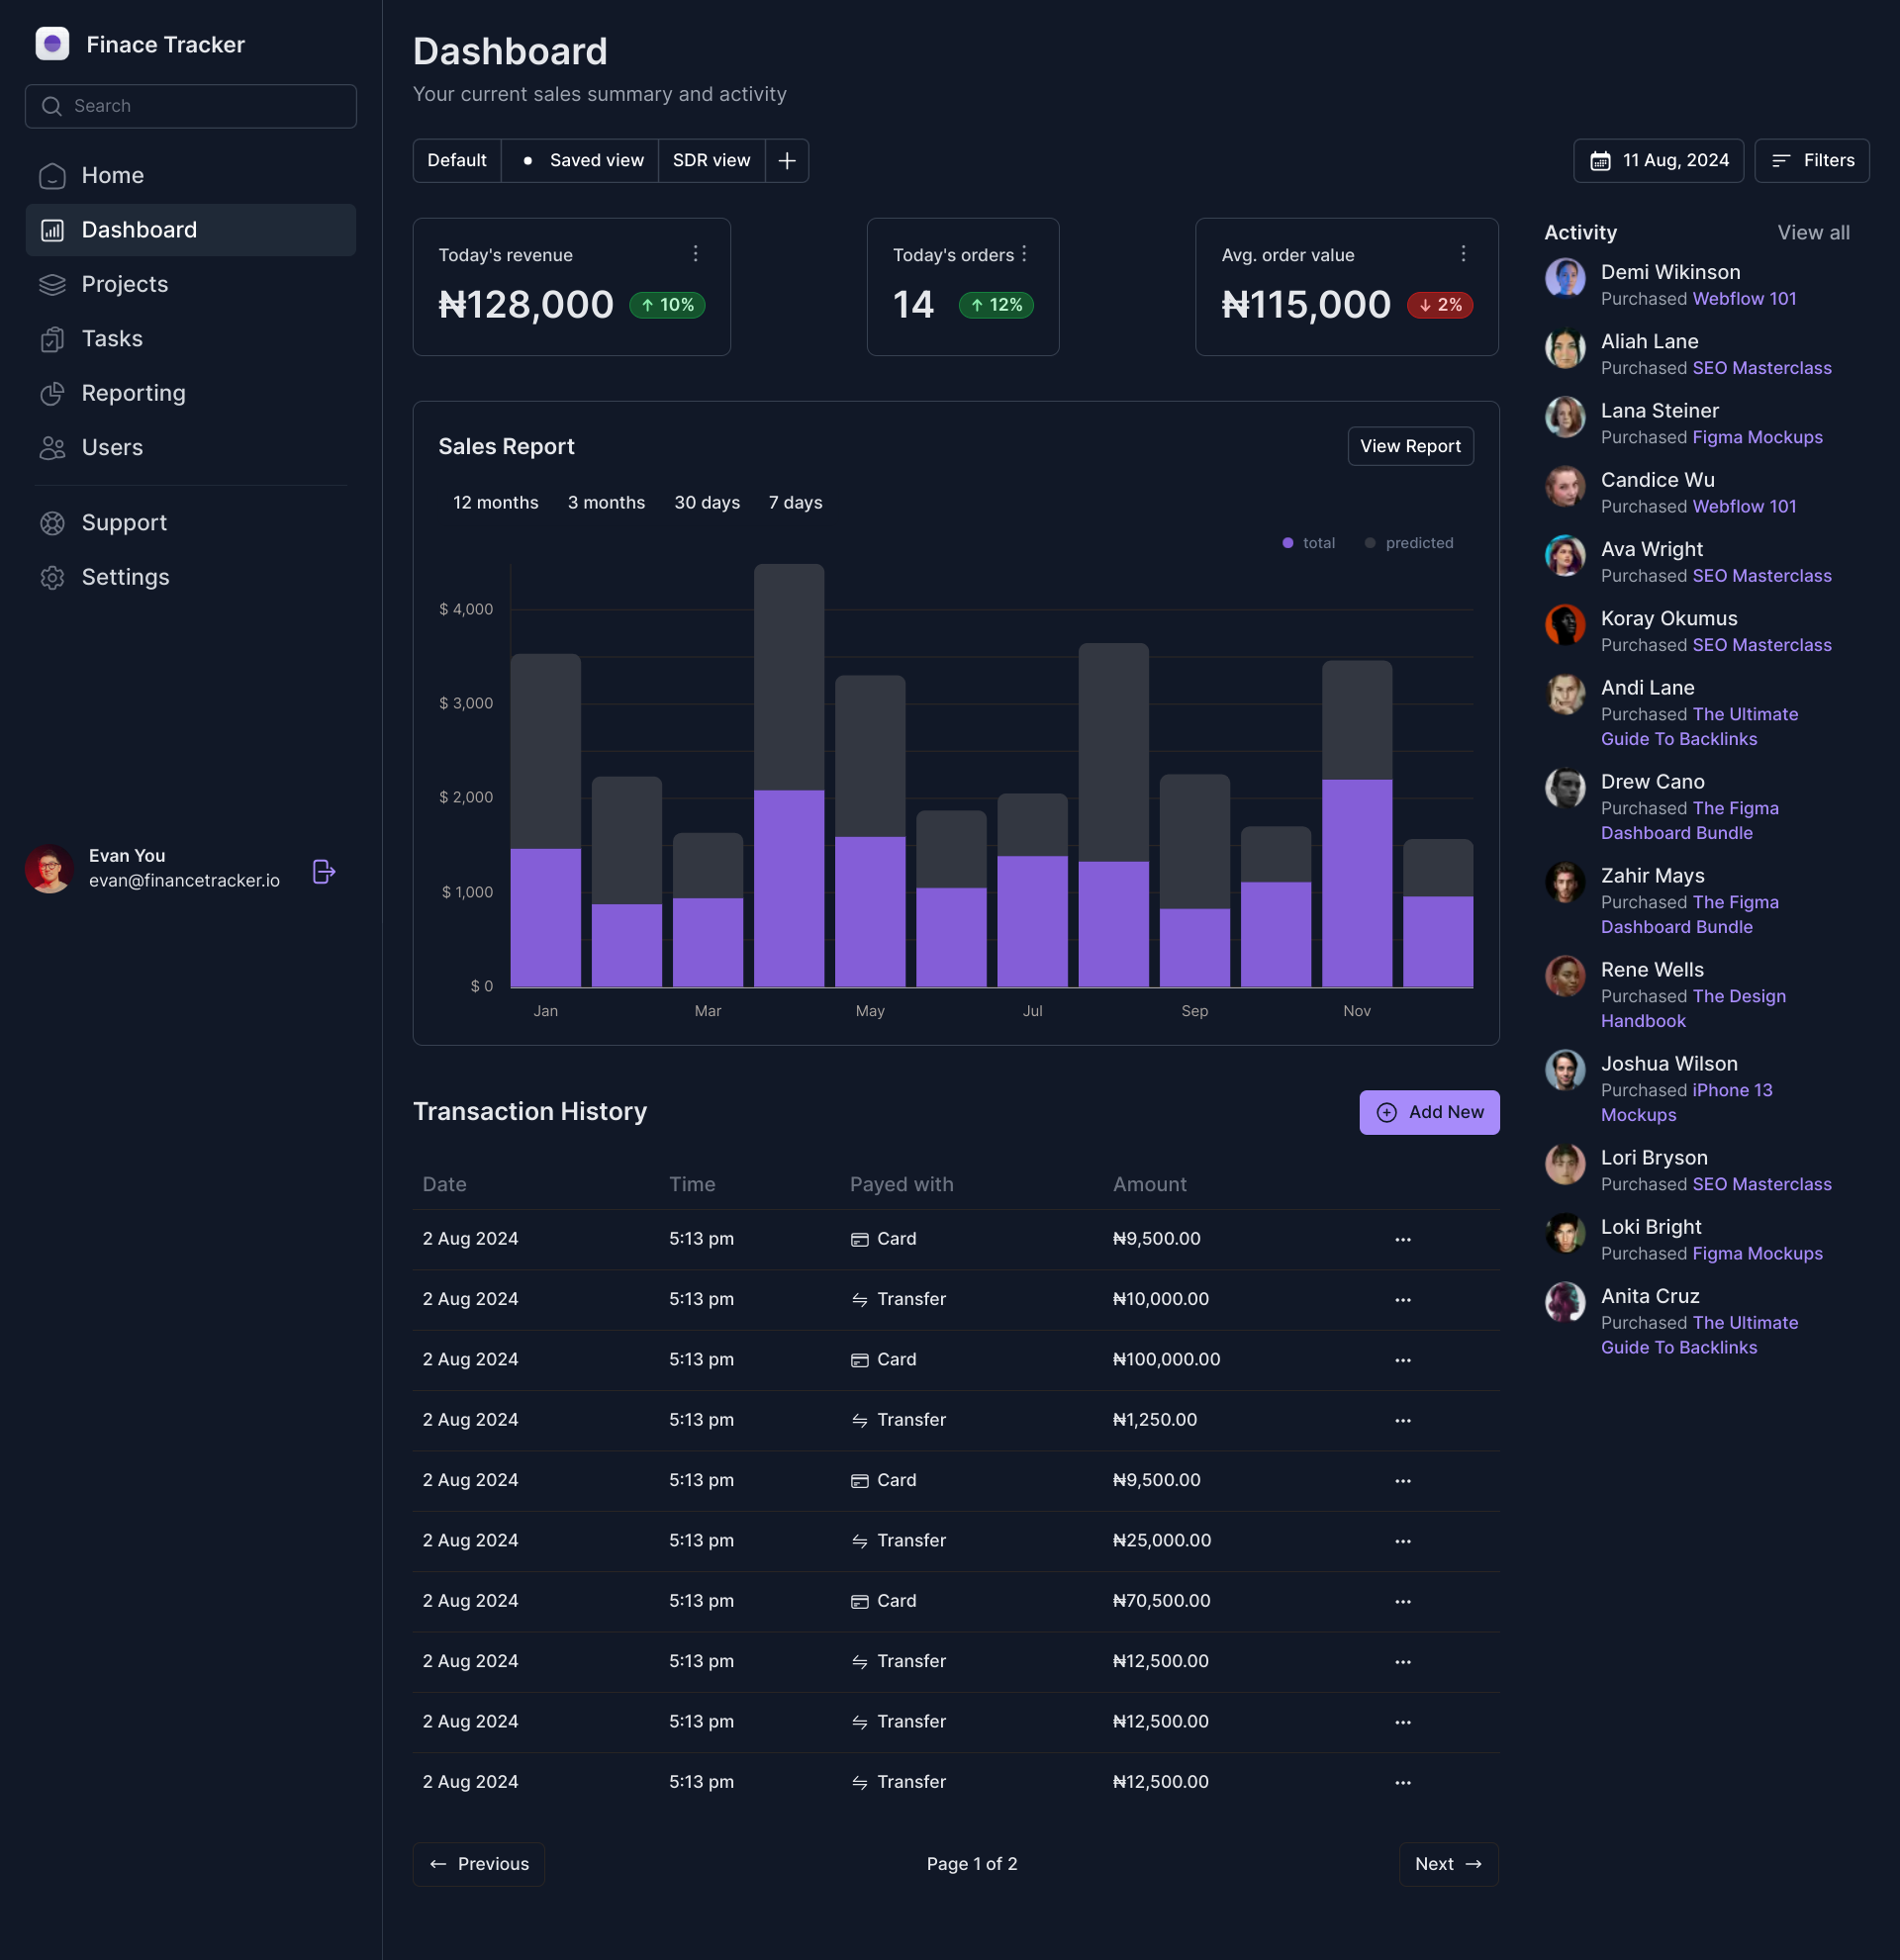 Finace Tracker
Search
Home
Dashboard
Projects
Tasks
Reporting
Users
Support
Settings
Evan You
evan@financetracker.io
Dashboard
Your current sales summary and activity
Default
Saved view
SDR view
11 Aug, 2024
Filters
Today's revenue
₦128,000
↑ 10%
Today's orders
14
↑ 12%
Avg. order value
₦115,000
↓ 2%
Sales Report
View Report
12 months
3 months
30 days
7 days
total
predicted
$ 4,000
$ 3,000
$ 2,000
$ 1,000
$ 0
Jan
Mar
May
Jul
Sep
Nov
Transaction History
Add New
Date Time Payed with Amount
2 Aug 2024 5:13 pm Card ₦9,500.00
2 Aug 2024 5:13 pm Transfer ₦10,000.00
2 Aug 2024 5:13 pm Card ₦100,000.00
2 Aug 2024 5:13 pm Transfer ₦1,250.00
2 Aug 2024 5:13 pm Card ₦9,500.00
2 Aug 2024 5:13 pm Transfer ₦25,000.00
2 Aug 2024 5:13 pm Card ₦70,500.00
2 Aug 2024 5:13 pm Transfer ₦12,500.00
2 Aug 2024 5:13 pm Transfer ₦12,500.00
2 Aug 2024 5:13 pm Transfer ₦12,500.00
← Previous
Page 1 of 2
Next →
Activity
View all
Demi Wikinson
Purchased Webflow 101
Aliah Lane
Purchased SEO Masterclass
Lana Steiner
Purchased Figma Mockups
Candice Wu
Purchased Webflow 101
Ava Wright
Purchased SEO Masterclass
Koray Okumus
Purchased SEO Masterclass
Andi Lane
Purchased The Ultimate
Guide To Backlinks
Drew Cano
Purchased The Figma
Dashboard Bundle
Zahir Mays
Purchased The Figma
Dashboard Bundle
Rene Wells
Purchased The Design
Handbook
Joshua Wilson
Purchased iPhone 13
Mockups
Lori Bryson
Purchased SEO Masterclass
Loki Bright
Purchased Figma Mockups
Anita Cruz
Purchased The Ultimate
Guide To Backlinks